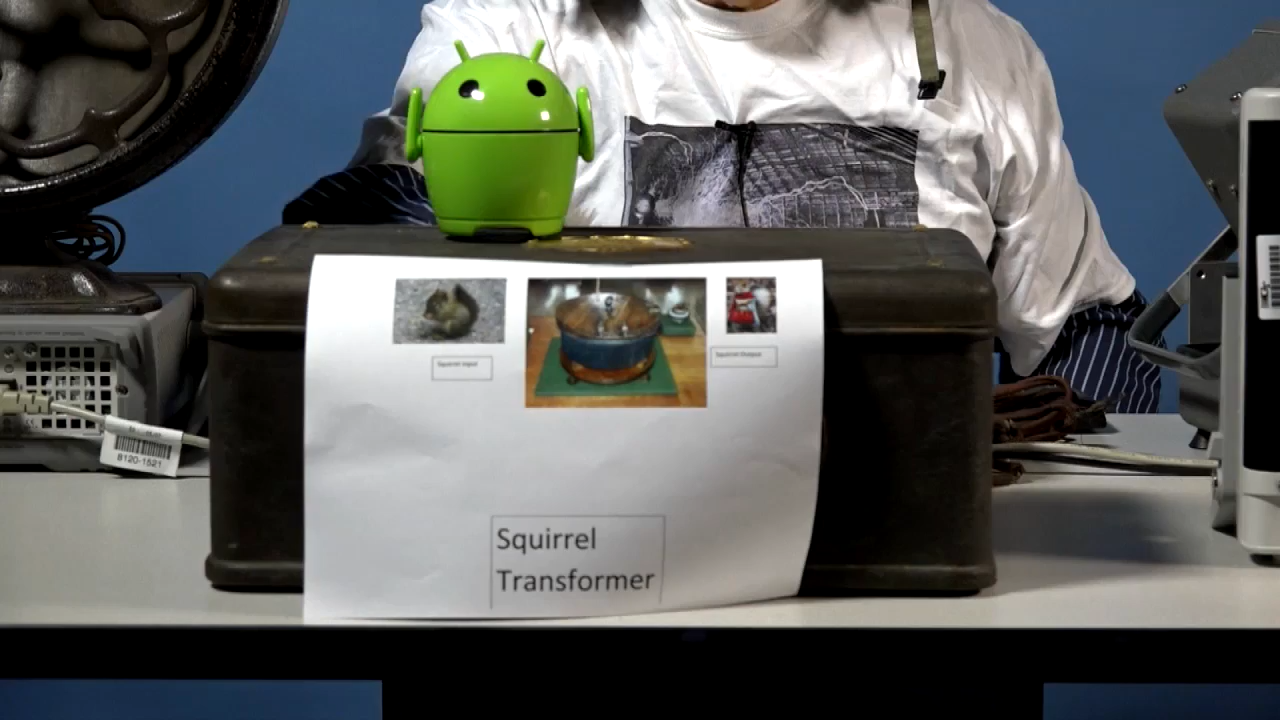 Squirrel Input
Squirrel Output
Squirrel
Transformer
8120-1521